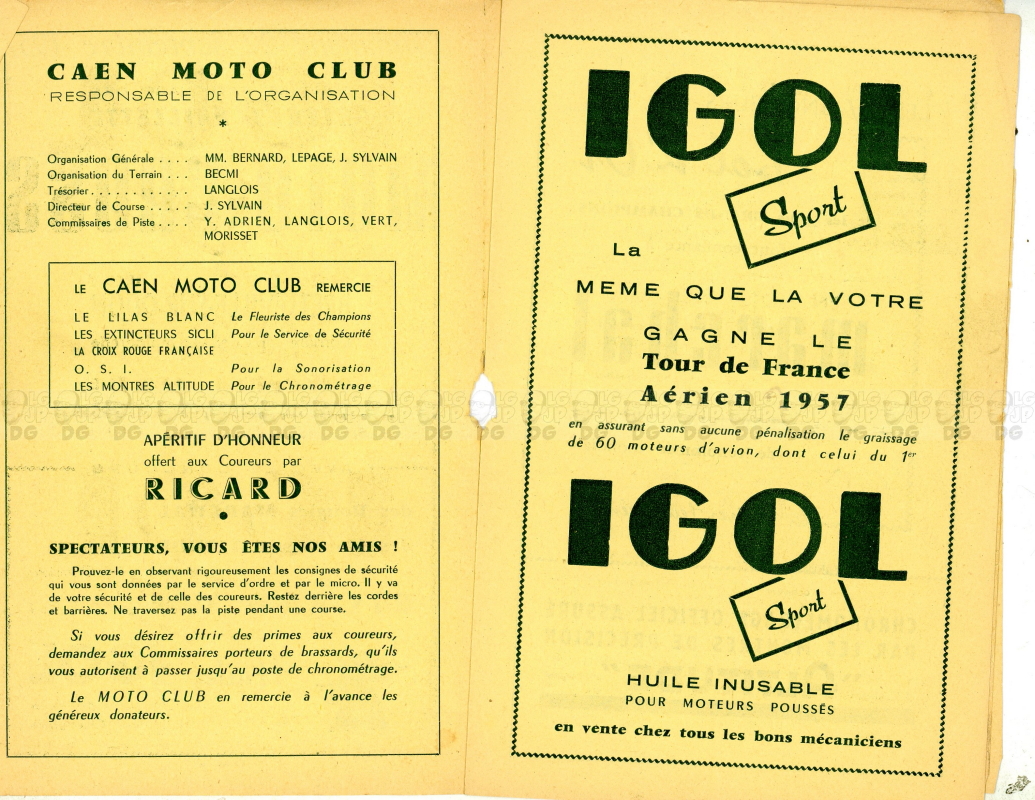 CAEN MOTO CLUB
RESPONSABLE DE L'ORGANISATION
*
Organisation Générale . . . . MM. BERNARD, LEPAGE, J. SYLVAIN
Organisation du Terrain . . . BECMI
Trésorier . . . . . . . . . . . . LANGLOIS
Directeur de Course . . . . . J. SYLVAIN
Commissaires de Piste . . . . Y. ADRIEN, LANGLOIS, VERT,
MORISSET
LE CAEN MOTO CLUB REMERCIE
LE LILAS BLANC Le Fleuriste des Champions
LES EXTINCTEURS SICLI Pour le Service de Sécurité
LA CROIX ROUGE FRANÇAISE
O. S. I. Pour la Sonorisation
LES MONTRES ALTITUDE Pour le Chronométrage
APÉRITIF D'HONNEUR
offert aux Coureurs par
RICARD
•
SPECTATEURS, VOUS ÊTES NOS AMIS !
Prouvez-le en observant rigoureusement les consignes de sécurité
qui vous sont données par le service d'ordre et par le micro. Il y va
de votre sécurité et de celle des coureurs. Restez derrière les cordes
et barrières. Ne traversez pas la piste pendant une course.
Si vous désirez offrir des primes aux coureurs,
demandez aux Commissaires porteurs de brassards, qu'ils
vous autorisent à passer jusqu'au poste de chronométrage.
Le MOTO CLUB en remercie à l'avance les
généreux donateurs.
IGOL
Sport
La
MEME QUE LA VOTRE
GAGNE LE
Tour de France
Aérien 1957
en assurant sans aucune pénalisation le graissage
de 60 moteurs d'avion, dont celui du 1er
IGOL
Sport
HUILE INUSABLE
POUR MOTEURS POUSSÉS
en vente chez tous les bons mécaniciens